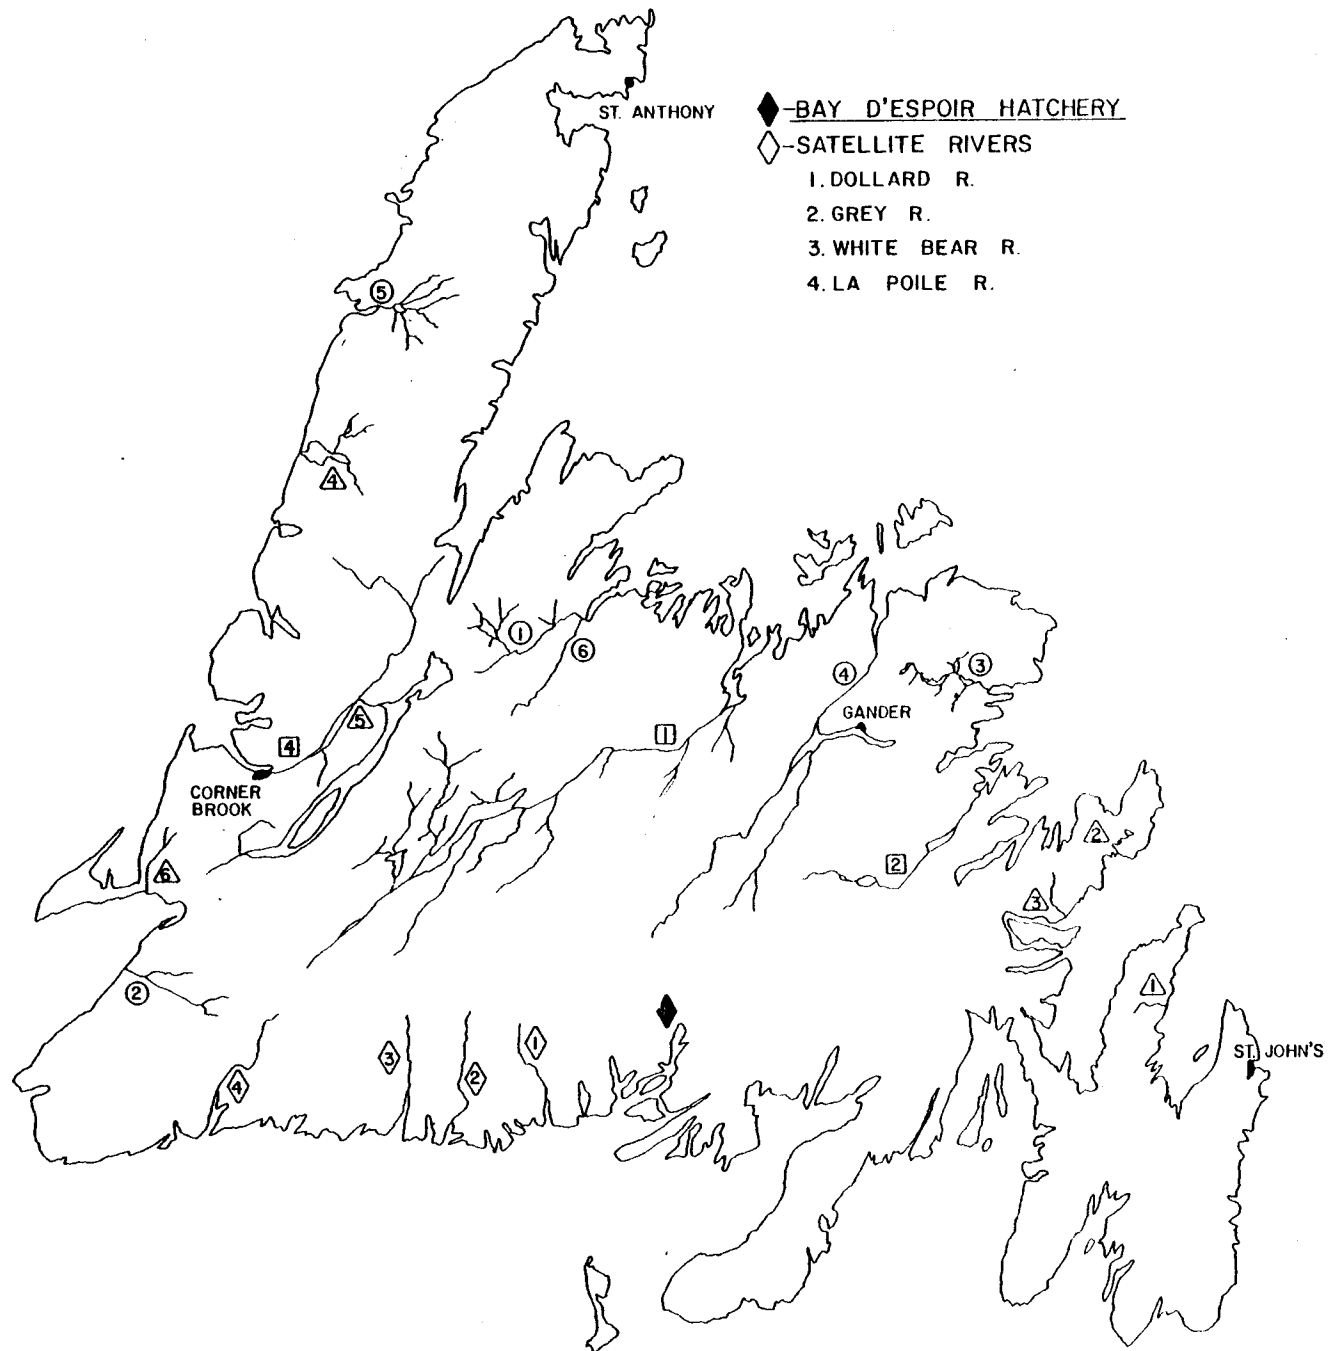 ST. ANTHONY
-BAY D'ESPOIR HATCHERY
-SATELLITE RIVERS
1. DOLLARD R.
2. GREY R.
3. WHITE BEAR R.
4. LA POILE R.
5
4
1
6
3
4
GANDER
5
4
1
CORNER
BROOK
2
2
6
3
2
1
1
3
2
4
ST. JOHN'S